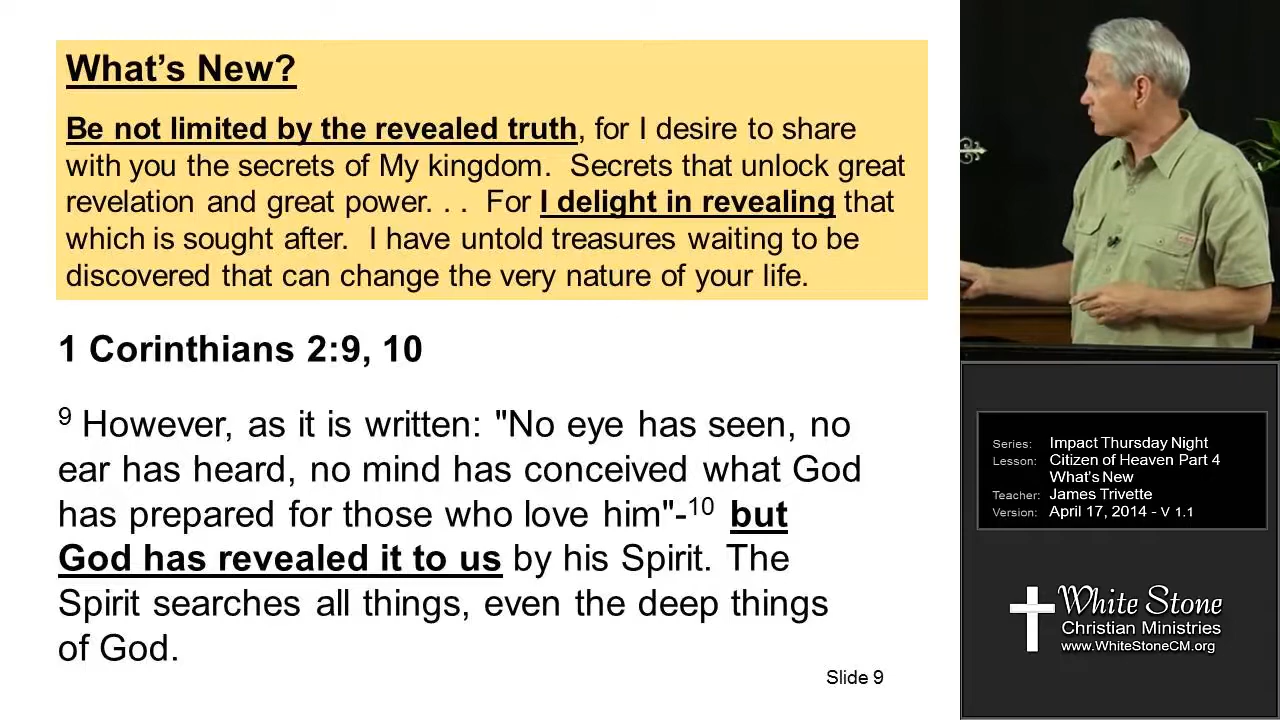 What's New?
Be not limited by the revealed truth, for I desire to share
with you the secrets of My kingdom. Secrets that unlock great
revelation and great power. . . For I delight in revealing that
which is sought after. I have untold treasures waiting to be
discovered that can change the very nature of your life.
1 Corinthians 2:9, 10
9 However, as it is written: "No eye has seen, no
ear has heard, no mind has conceived what God
has prepared for those who love him"-10 but
God has revealed it to us by his Spirit. The
Spirit searches all things, even the deep things
of God.
Slide 9
Series: Impact Thursday Night
Lesson: Citizen of Heaven Part 4
What's New
Teacher: James Trivette
Version: April 17, 2014 - V 1.1
White Stone
Christian Ministries
www.WhiteStoneCM.org